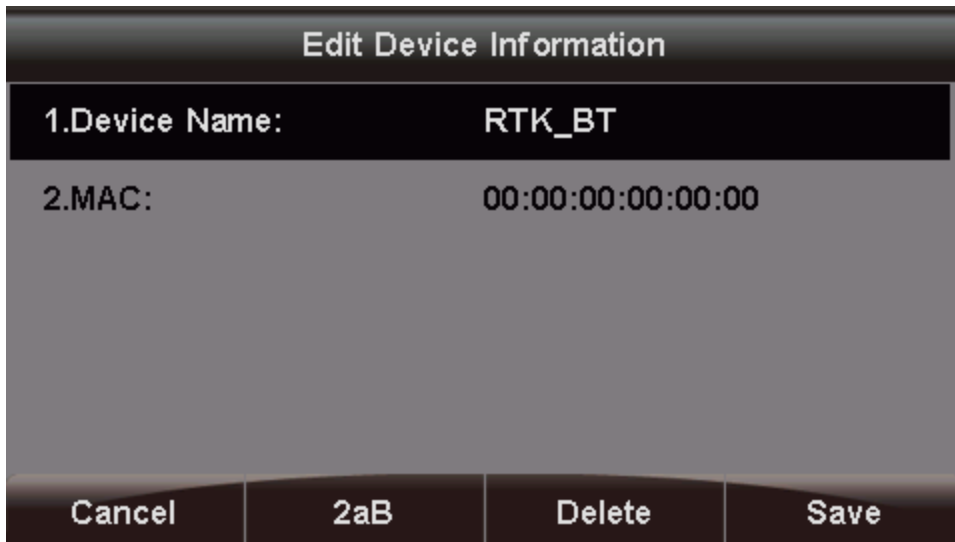 Edit Device Information
1.Device Name: RTK_BT
2.MAC: 00:00:00:00:00:00
Cancel 2aB Delete Save